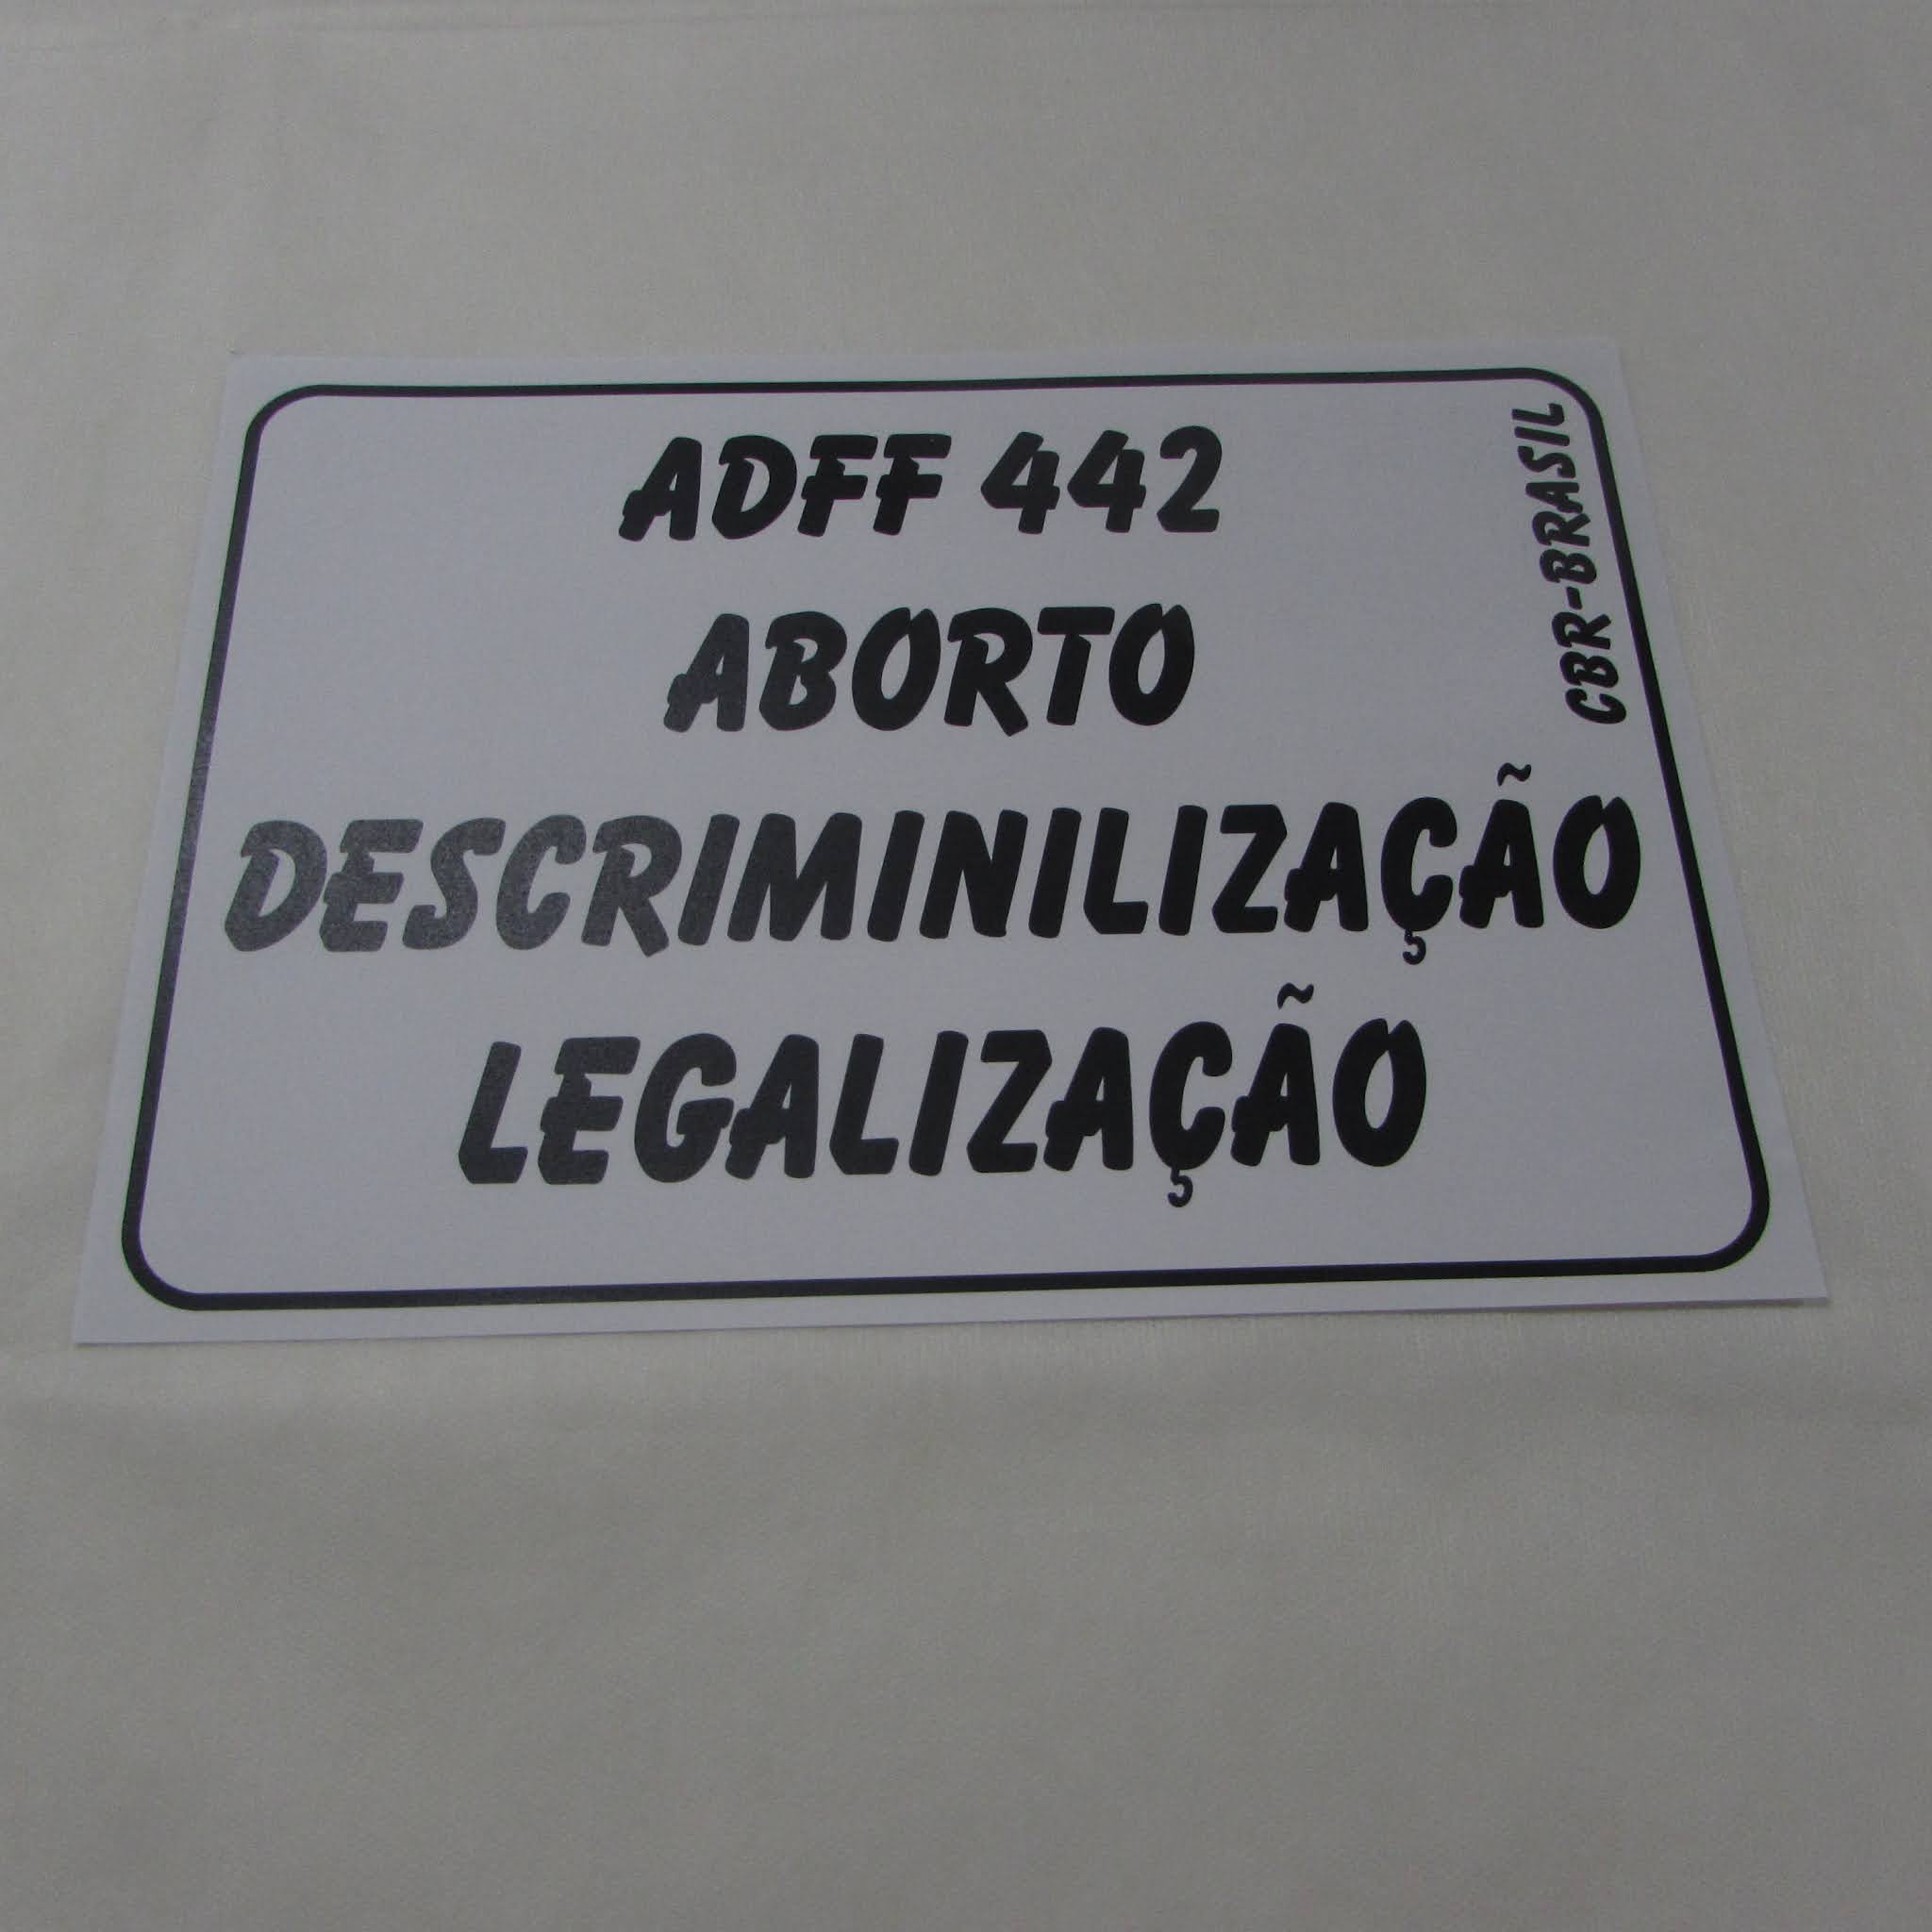 ADFF 442
ABORTO
DESCRIMINILIZAÇÃO
LEGALIZAÇÃO
CBR-BRASIL